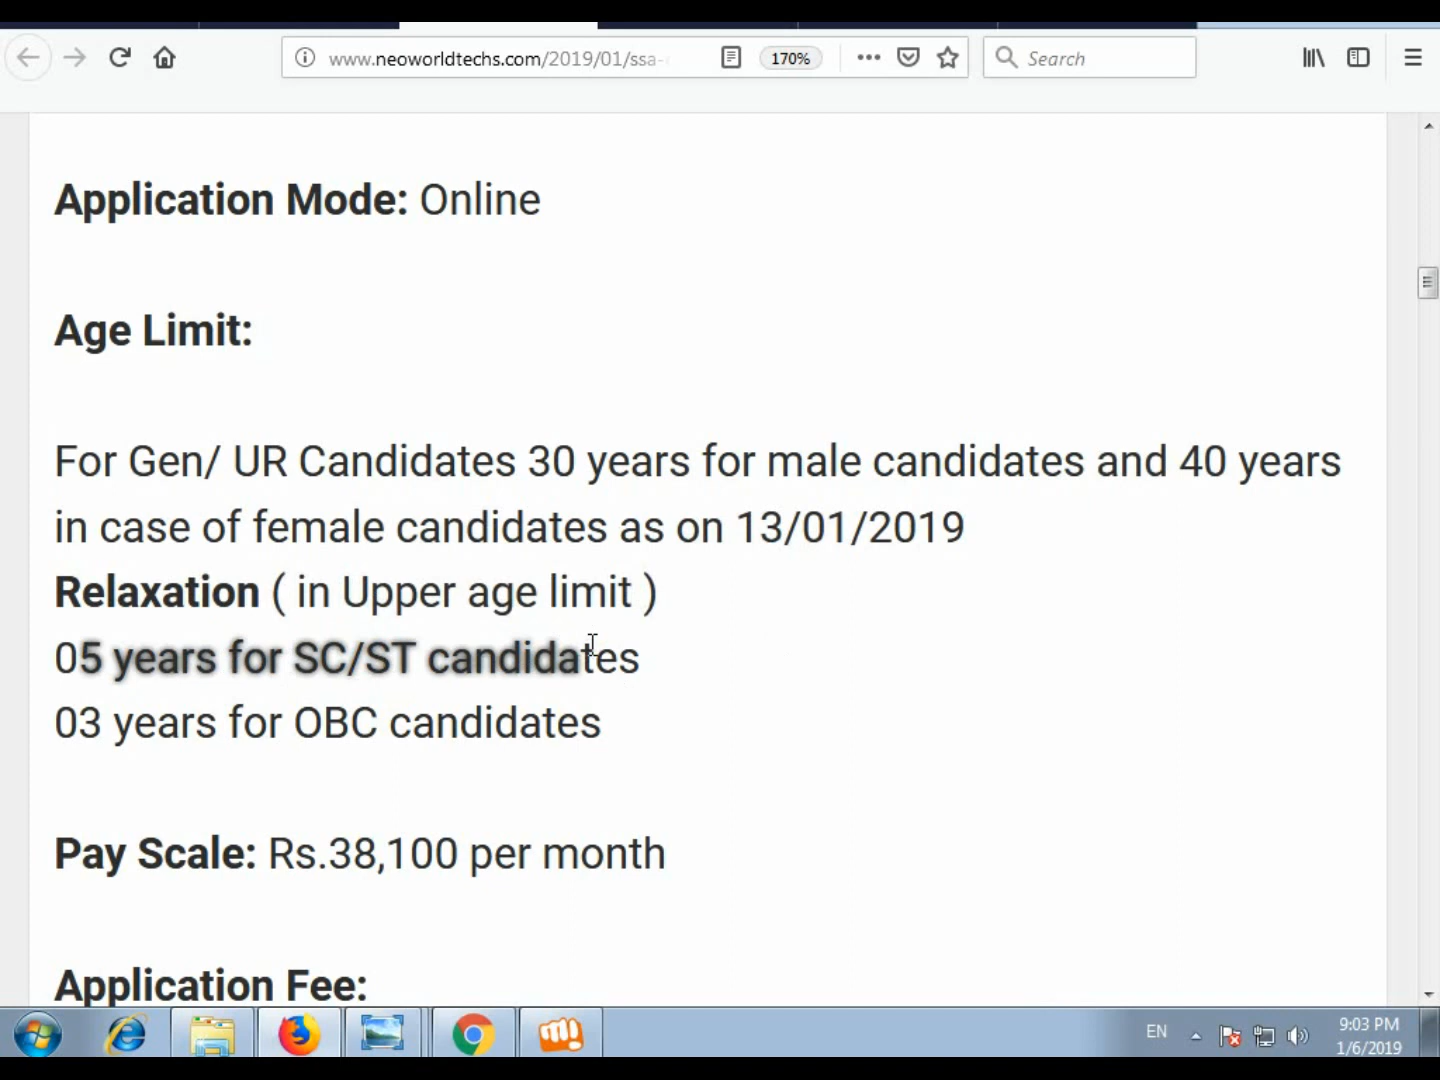 www.neoworldtechs.com/2019/01/ssa-
170%
Search
Application Mode: Online
Age Limit:
For Gen/ UR Candidates 30 years for male candidates and 40 years
in case of female candidates as on 13/01/2019
Relaxation ( in Upper age limit )
05 years for SC/ST candidates
03 years for OBC candidates
Pay Scale: Rs.38,100 per month
Application Fee:
EN
9:03 PM
1/6/2019